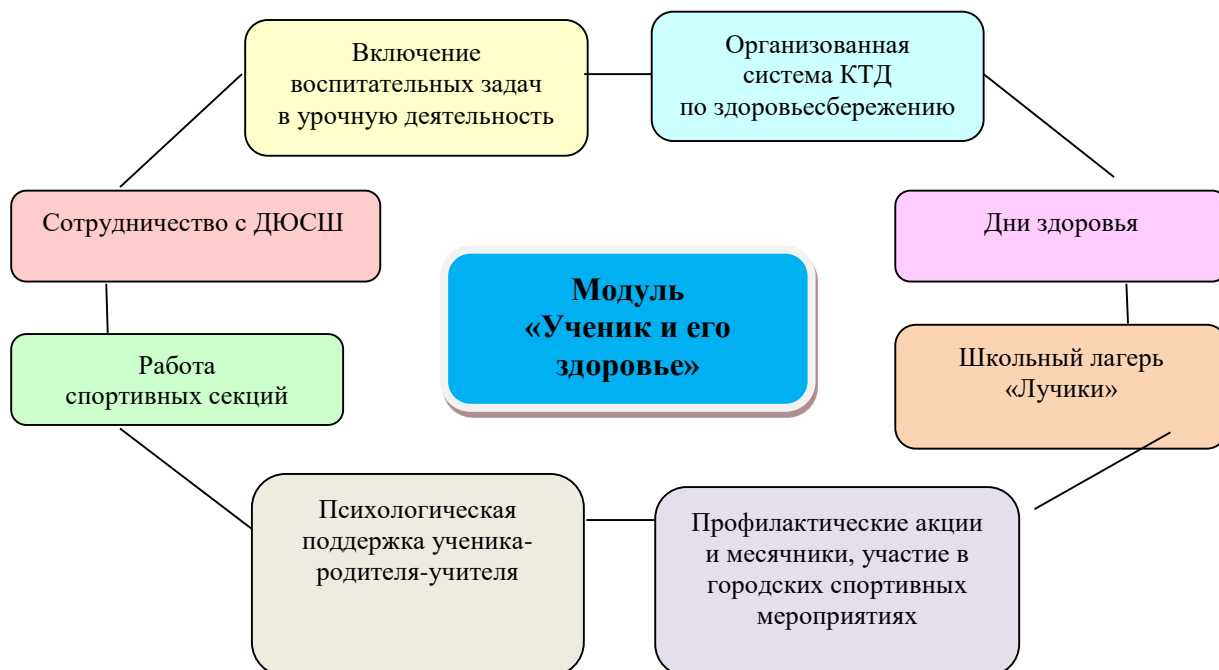 Включение
воспитательных задач
в урочную деятельность
Организованная
система КТД
по здоровьесбережению
Сотрудничество с ДЮСШ
Дни здоровья
Модуль
«Ученик и его
здоровье»
Работа
спортивных секций
Школьный лагерь
«Лучики»
Психологическая
поддержка ученика-
родителя-учителя
Профилактические акции
и месячники, участие в
городских спортивных
мероприятиях